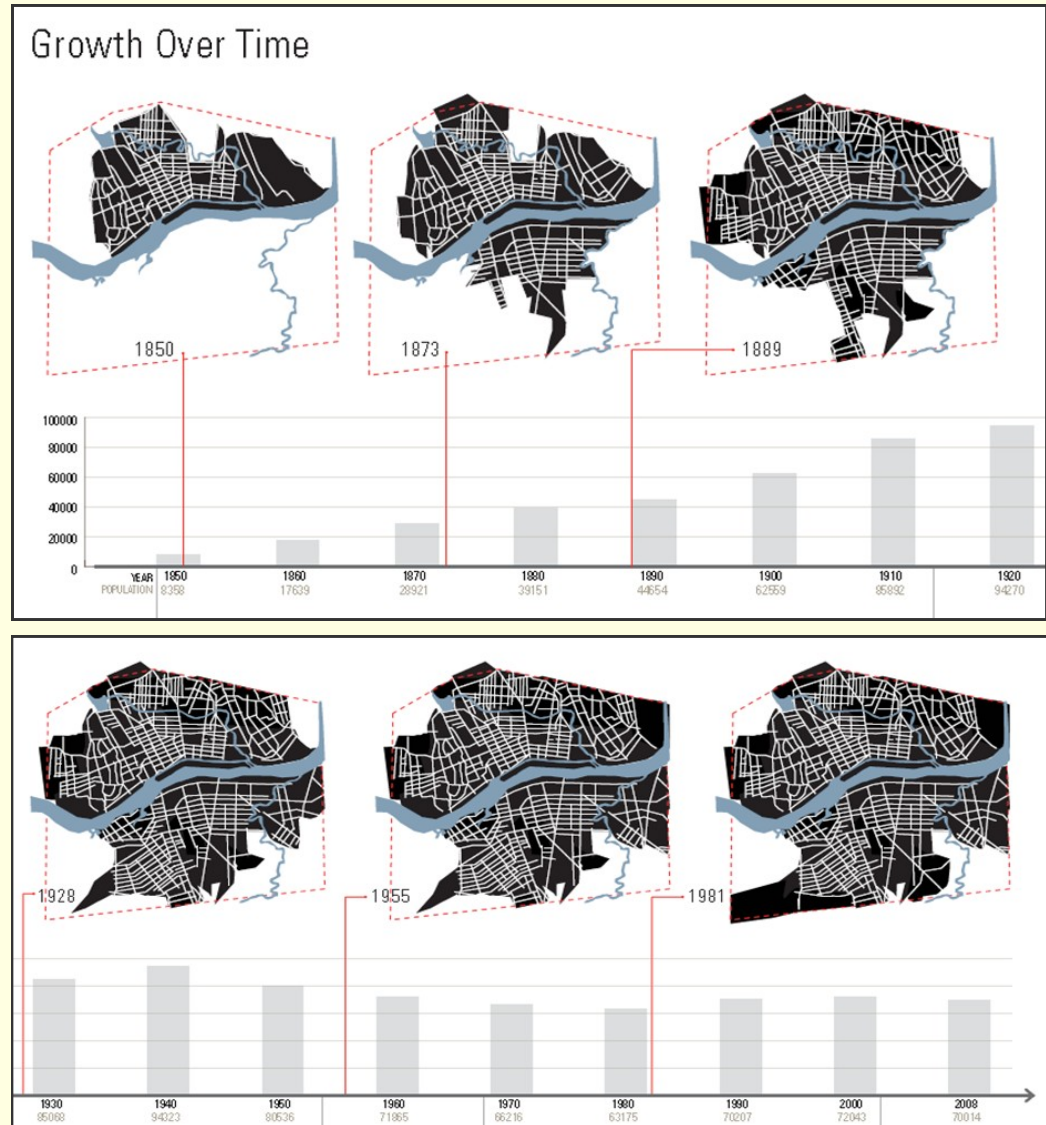 Growth Over Time
1850
1873
1889
100000
80000
60000
40000
20000
0
YEAR 1850 1860 1870 1880 1890 1900 1910 1920
POPULATION 8358 17639 28921 39151 44654 62559 85892 94270
1928
1955
1981
1930 1940 1950 1960 1970 1980 1990 2000 2008
85068 94323 80536 71865 66216 63175 70207 72043 70014